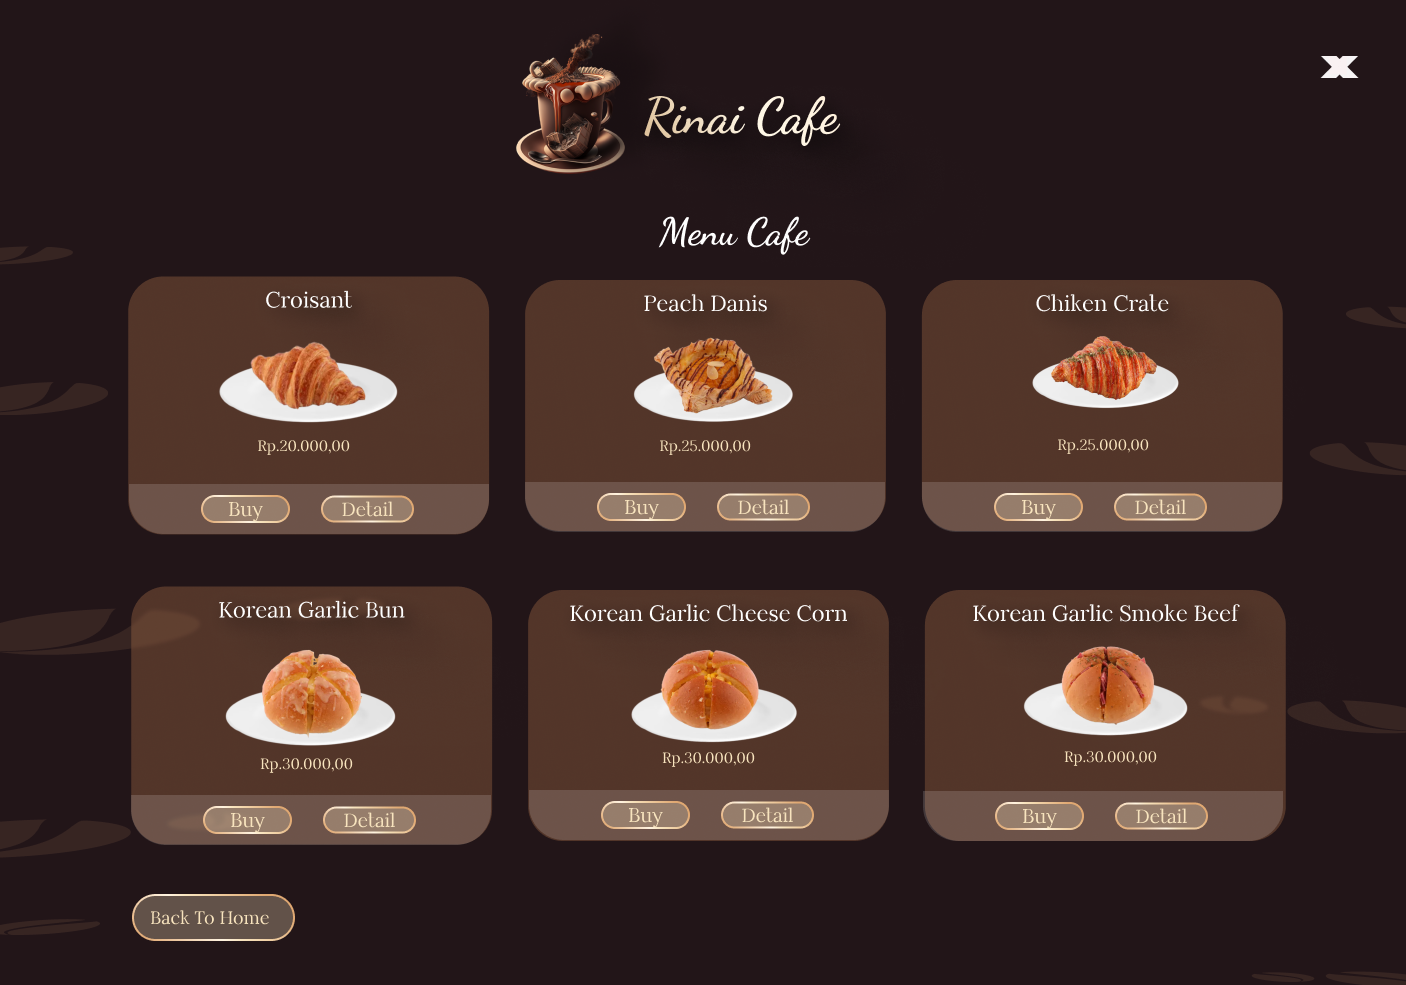 Rinai Cafe
Menu Cafe
Croisant
Peach Danis
Chiken Crate
Rp.20.000,00
Rp.25.000,00
Rp.25.000,00
Buy
Detail
Buy
Detail
Buy
Detail
Korean Garlic Bun
Korean Garlic Cheese Corn
Korean Garlic Smoke Beef
Rp.30.000,00
Rp.30.000,00
Rp.30.000,00
Buy
Detail
Buy
Detail
Buy
Detail
Back To Home